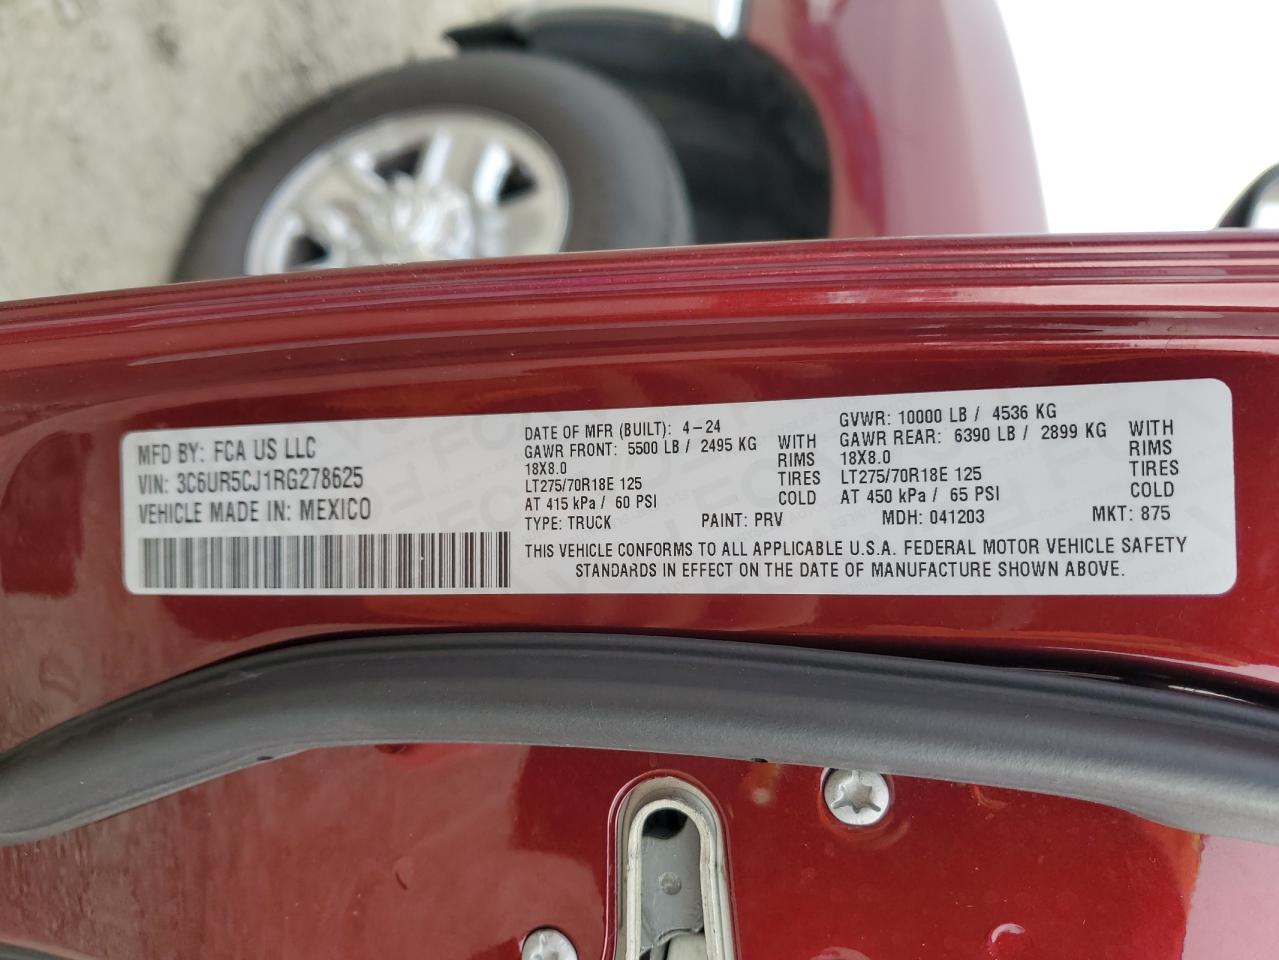 MFD BY: FCA US LLC
VIN: 3C6UR5CJ1RG278625
VEHICLE MADE IN: MEXICO
DATE OF MFR (BUILT): 4-24
GAWR FRONT: 5500 LB / 2495 KG WITH
18X8.0 RIMS
LT275/70R18E 125 TIRES
AT 415 kPa / 60 PSI COLD
GVWR: 10000 LB / 4536 KG
GAWR REAR: 6390 LB / 2899 KG WITH
18X8.0 RIMS
LT275/70R18E 125 TIRES
AT 450 kPa / 65 PSI COLD
TYPE: TRUCK PAINT: PRV MDH: 041203 MKT: 875
THIS VEHICLE CONFORMS TO ALL APPLICABLE U.S.A. FEDERAL MOTOR VEHICLE SAFETY
STANDARDS IN EFFECT ON THE DATE OF MANUFACTURE SHOWN ABOVE.